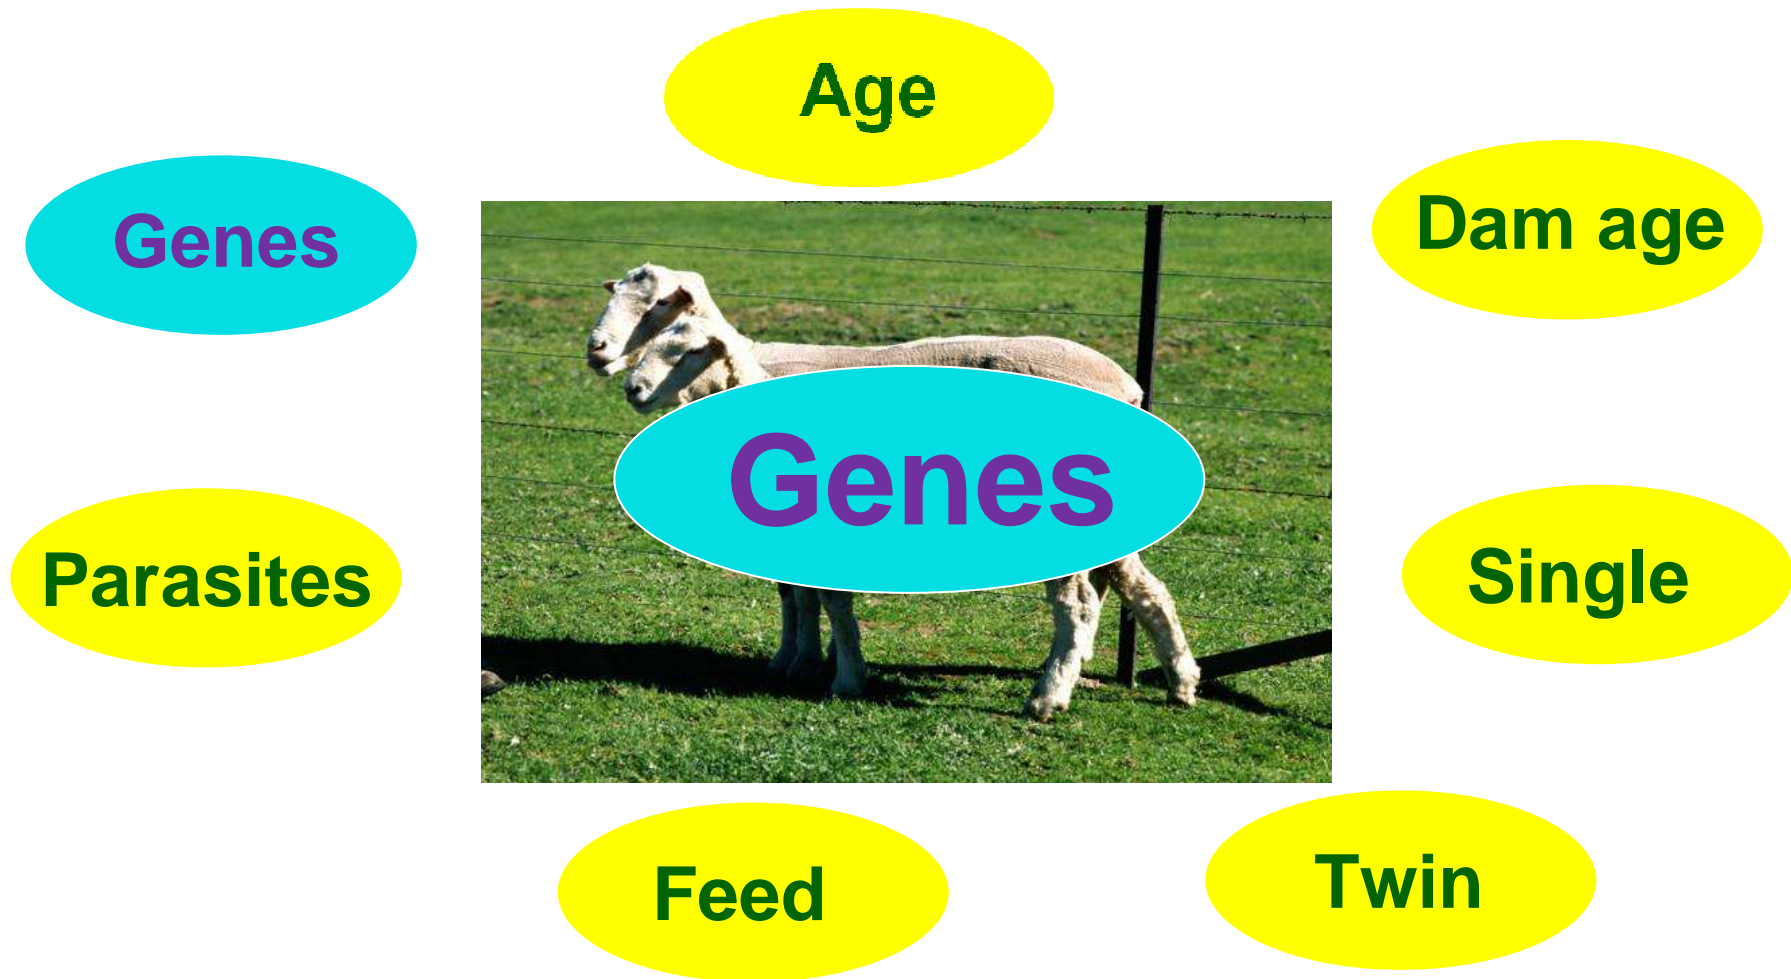 Age
Genes
Dam age
Genes
Parasites
Single
Feed
Twin